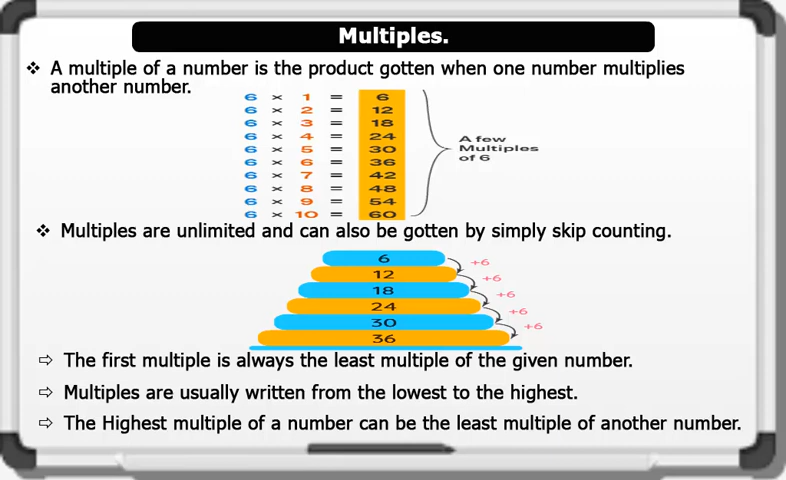 Multiples.
❖ A multiple of a number is the product gotten when one number multiplies
another number.
6 × 1 = 6
6 × 2 = 12
6 × 3 = 18
6 × 4 = 24
6 × 5 = 30
6 × 6 = 36
6 × 7 = 42
6 × 8 = 48
6 × 9 = 54
6 × 10 = 60
A few
Multiples
of 6
❖ Multiples are unlimited and can also be gotten by simply skip counting.
6
+6
12
+6
18
+6
24
+6
30
+6
36
⇨ The first multiple is always the least multiple of the given number.
⇨ Multiples are usually written from the lowest to the highest.
⇨ The Highest multiple of a number can be the least multiple of another number.